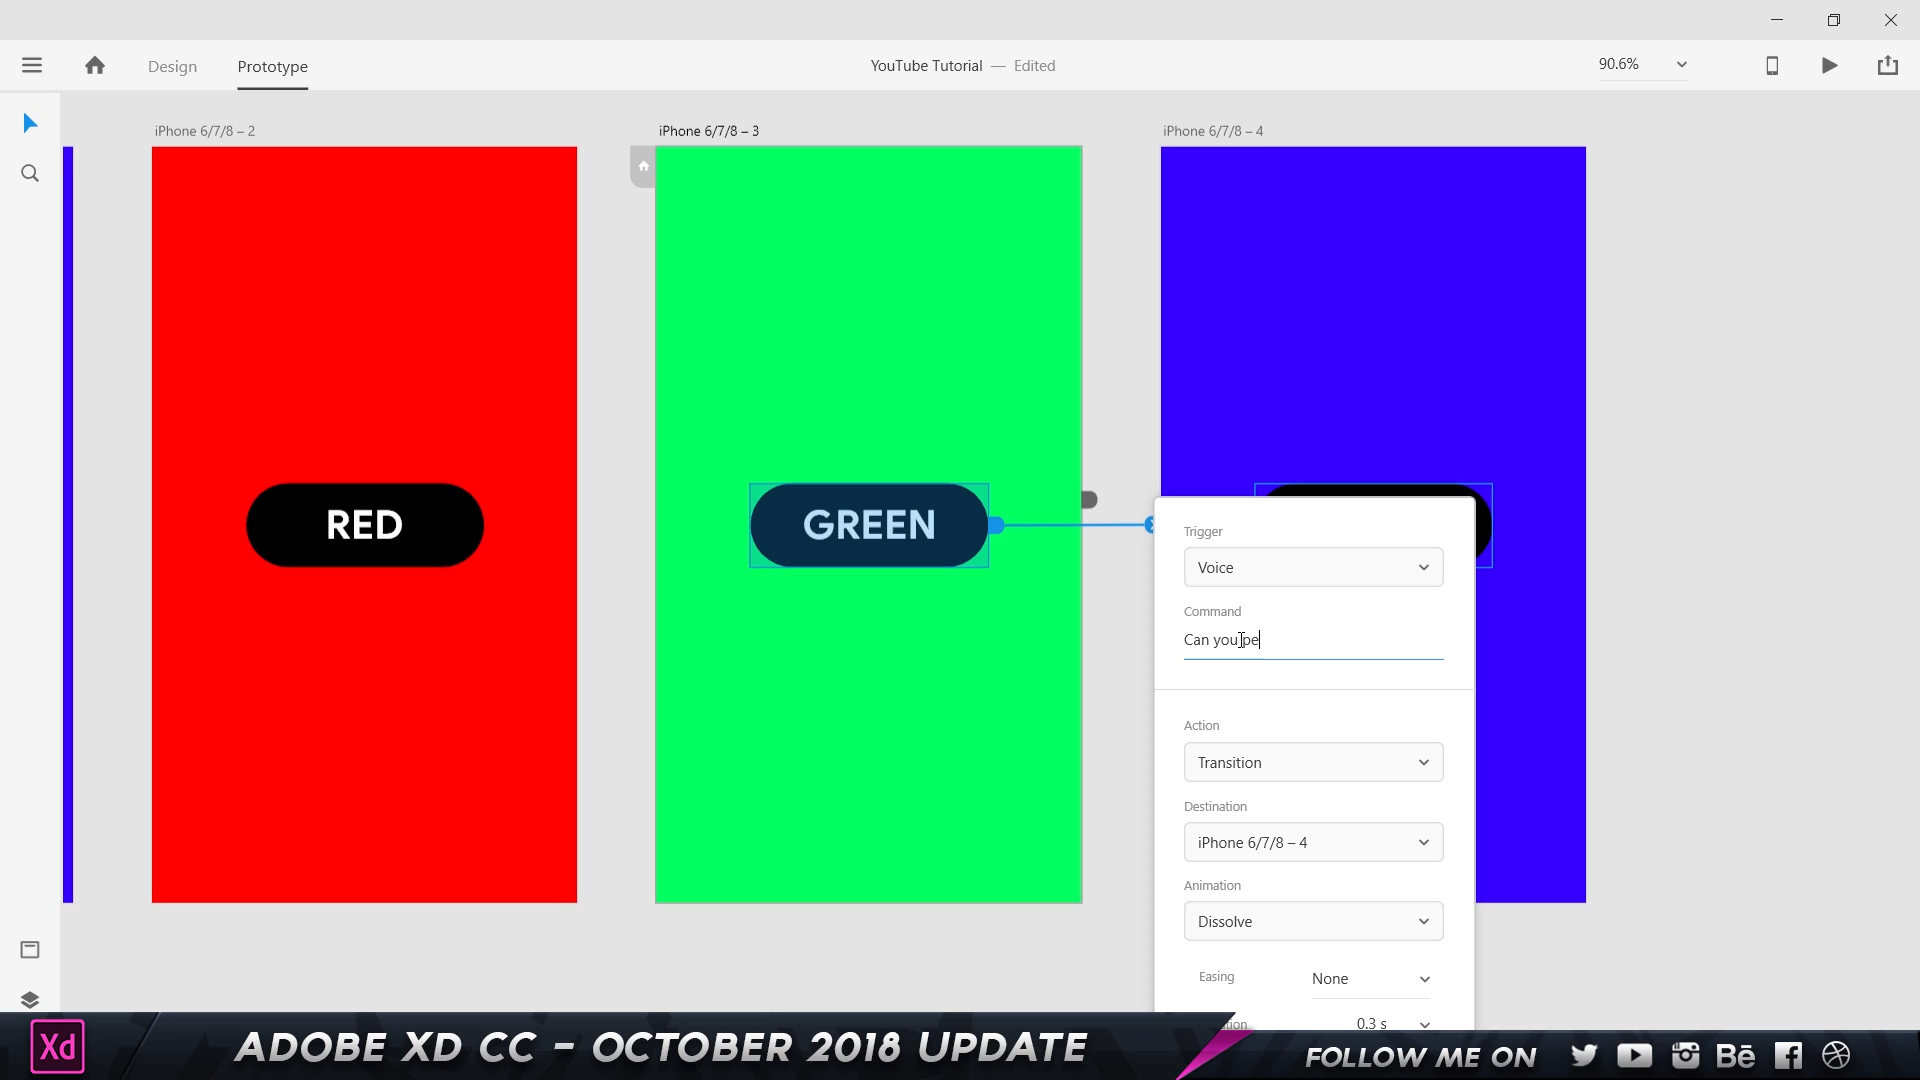 Design
Prototype
YouTube Tutorial — Edited
90.6%
iPhone 6/7/8 – 2
iPhone 6/7/8 – 3
iPhone 6/7/8 – 4
RED
GREEN
Trigger
Voice
Command
Can you pe
Action
Transition
Destination
iPhone 6/7/8 – 4
Animation
Dissolve
Easing
None
0.3 s
Xd
ADOBE XD CC - OCTOBER 2018 UPDATE
FOLLOW ME ON
Bē